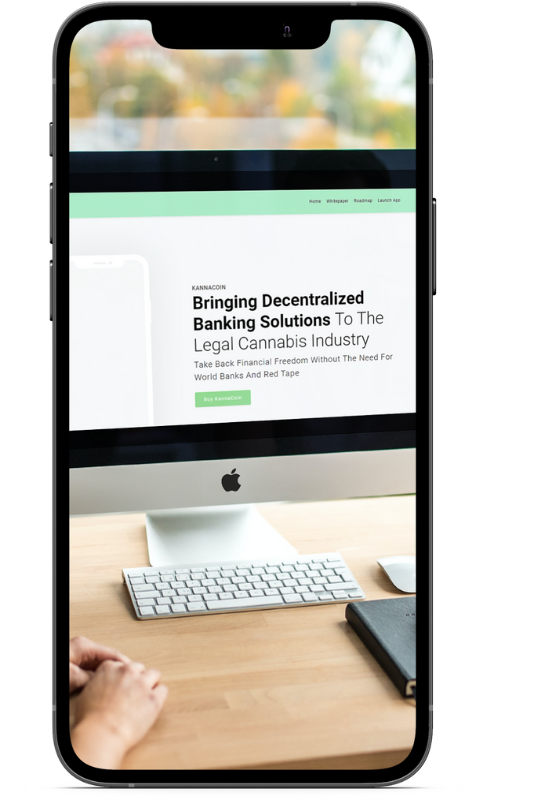 Home Whitepaper Roadmap Launch App
KANNACOIN
Bringing Decentralized
Banking Solutions To The
Legal Cannabis Industry
Take Back Financial Freedom Without The Need For
World Banks And Red Tape
Buy KannaCoin